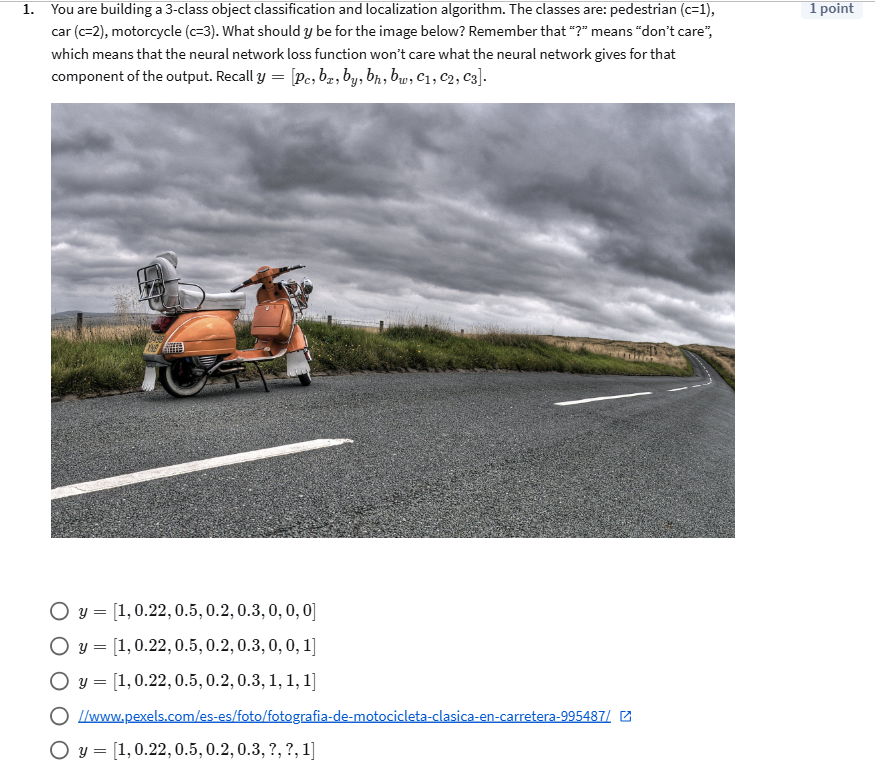 1. You are building a 3-class object classification and localization algorithm. The classes are: pedestrian (c=1), 1 point
car (c=2), motorcycle (c=3). What should y be for the image below? Remember that “?” means “don’t care”,
which means that the neural network loss function won’t care what the neural network gives for that
component of the output. Recall y = [p_c, b_x, b_y, b_h, b_w, c_1, c_2, c_3].
y = [1, 0.22, 0.5, 0.2, 0.3, 0, 0, 0]
y = [1, 0.22, 0.5, 0.2, 0.3, 0, 0, 1]
y = [1, 0.22, 0.5, 0.2, 0.3, 1, 1, 1]
//www.pexels.com/es-es/foto/fotografia-de-motocicleta-clasica-en-carretera-995487/
y = [1, 0.22, 0.5, 0.2, 0.3, ?, ?, 1]